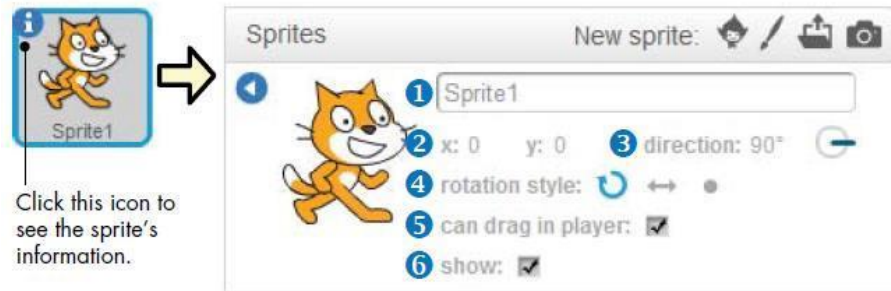 i
Sprite1
Click this icon to
see the sprite's
information.
Sprites New sprite:
1 Sprite1
2 x: 0 y: 0 3 direction: 90°
4 rotation style:
5 can drag in player:
6 show: